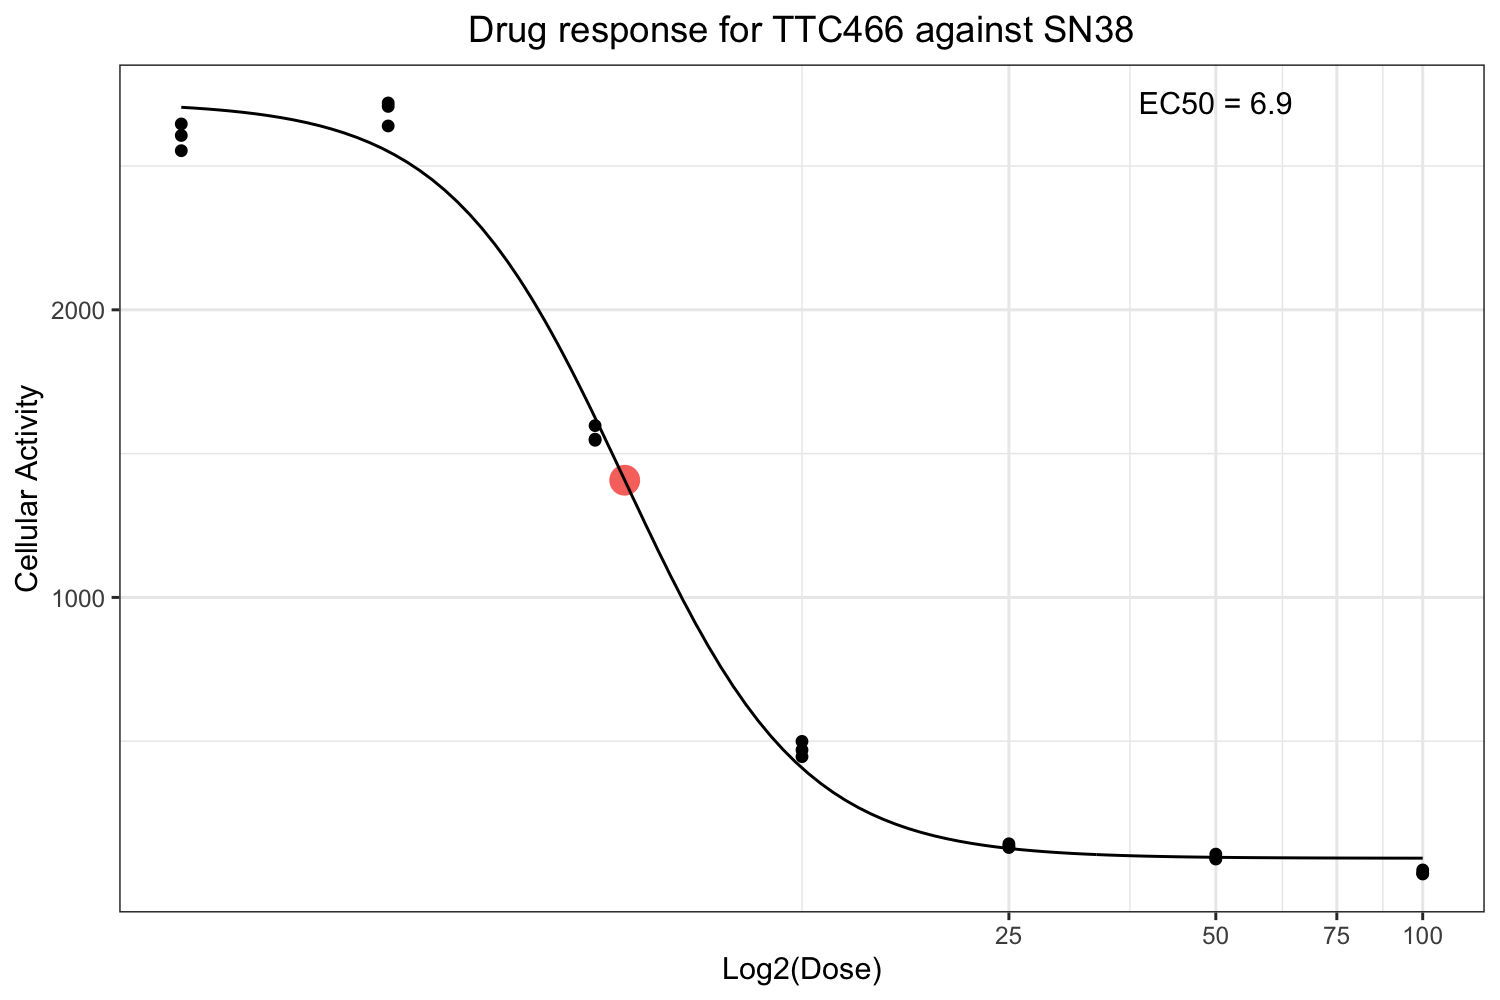 Drug response for TTC466 against SN38
EC50 = 6.9
2000
1000
Cellular Activity
25
50
75
100
Log2(Dose)